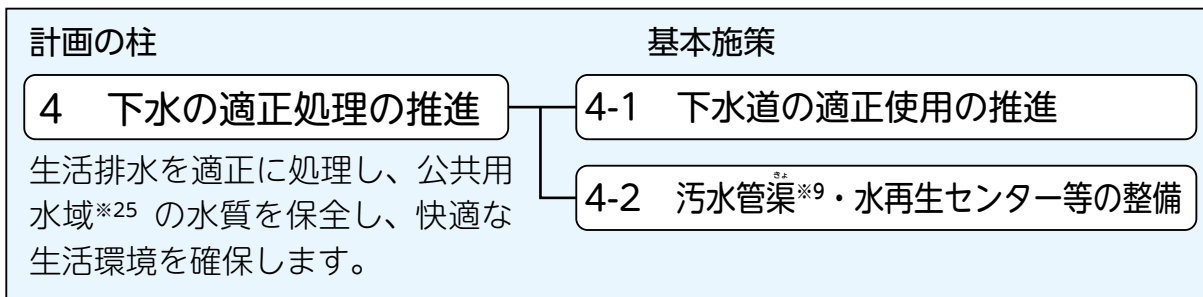 計画の柱
基本施策
4 下水の適正処理の推進
生活排水を適正に処理し、公共用
水域※25 の水質を保全し、快適な
生活環境を確保します。
4-1 下水道の適正使用の推進
きょ
4-2 汚水管渠※9・水再生センター等の整備